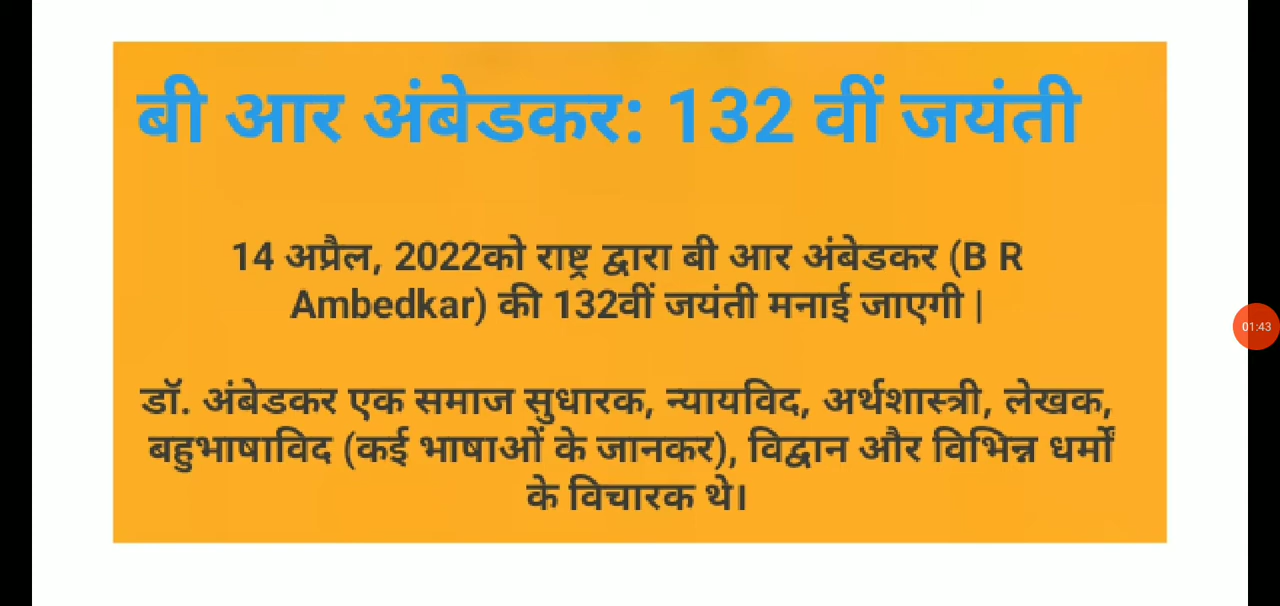 बी आर अंबेडकर: 132 वीं जयंती
14 अप्रैल, 2022को राष्ट्र द्वारा बी आर अंबेडकर (B R
Ambedkar) की 132वीं जयंती मनाई जाएगी |
डॉ. अंबेडकर एक समाज सुधारक, न्यायविद, अर्थशास्त्री, लेखक,
बहुभाषाविद (कई भाषाओं के जानकर), विद्वान और विभिन्न धर्मों
के विचारक थे।
01:43